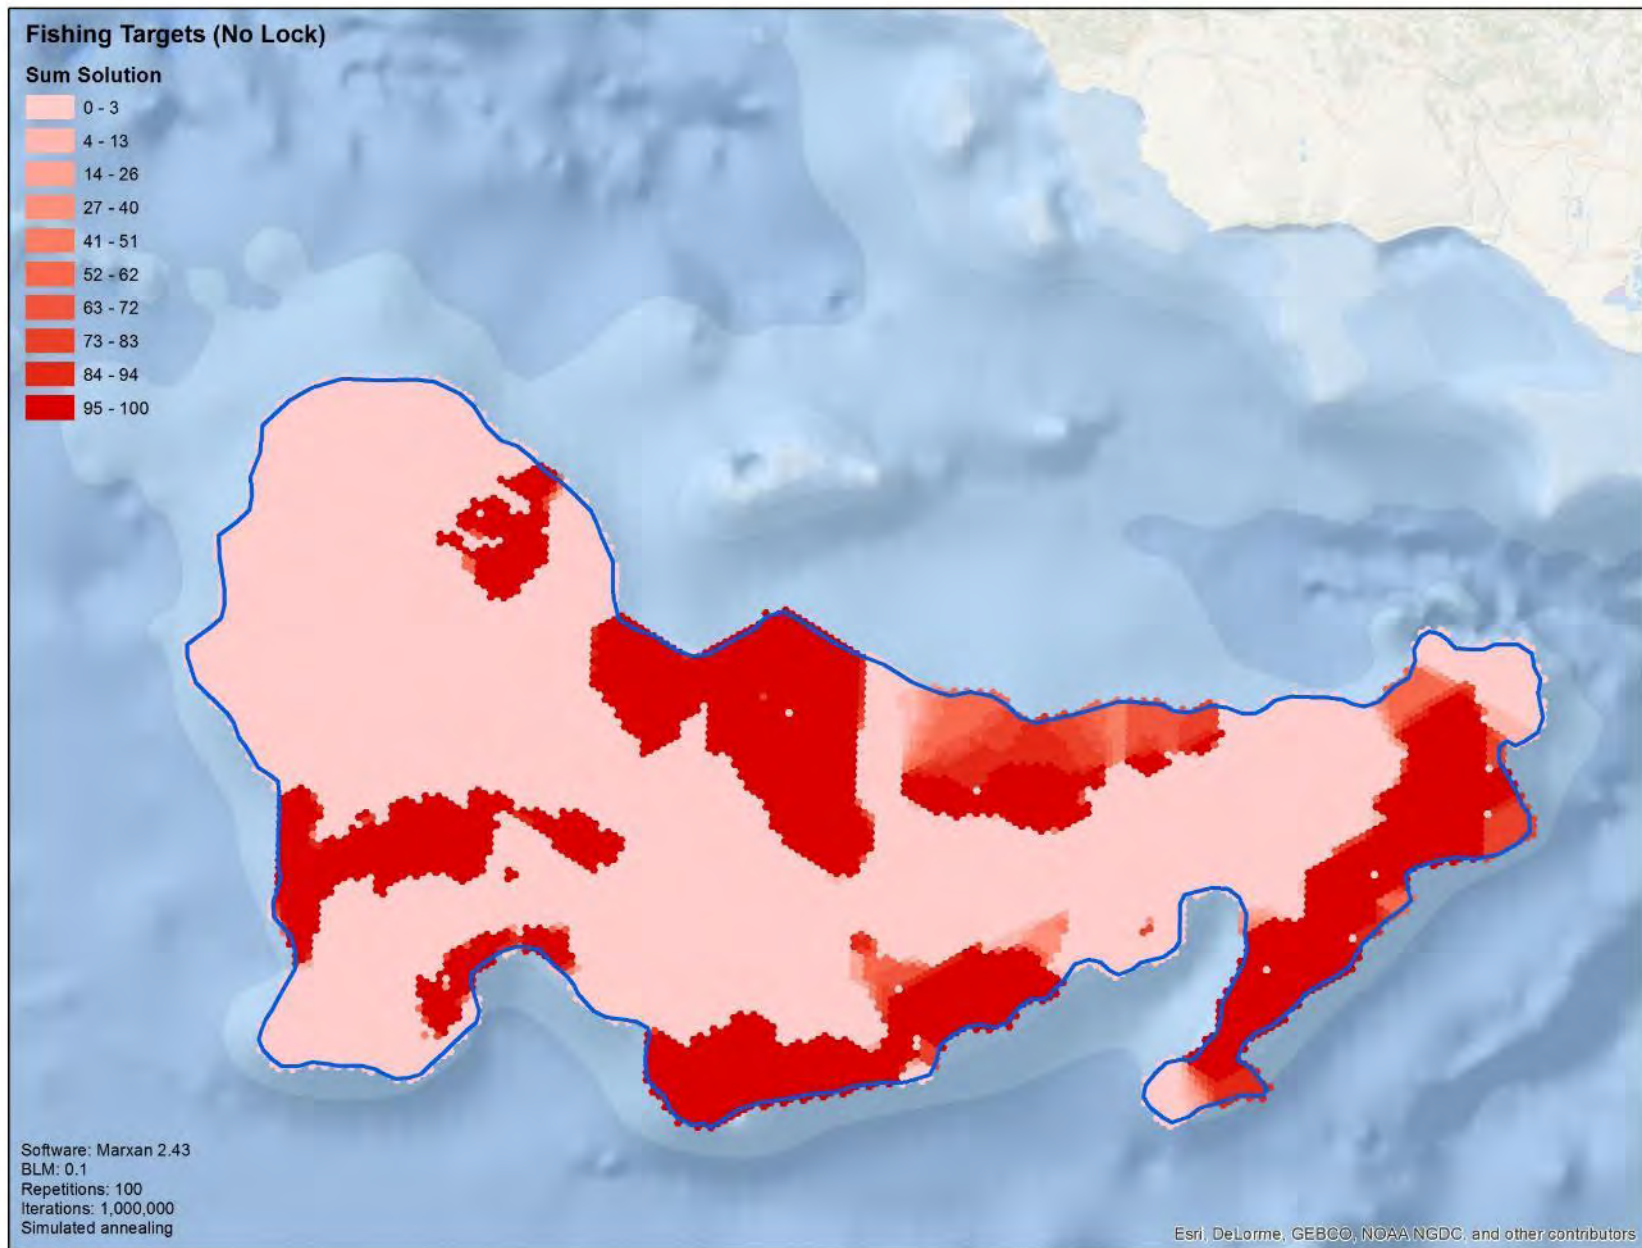 Fishing Targets (No Lock)
Sum Solution
0 - 3
4 - 13
14 - 26
27 - 40
41 - 51
52 - 62
63 - 72
73 - 83
84 - 94
95 - 100
Software: Marxan 2.43
BLM: 0.1
Repetitions: 100
Iterations: 1,000,000
Simulated annealing
Esri, DeLorme, GEBCO, NOAA NGDC, and other contributors